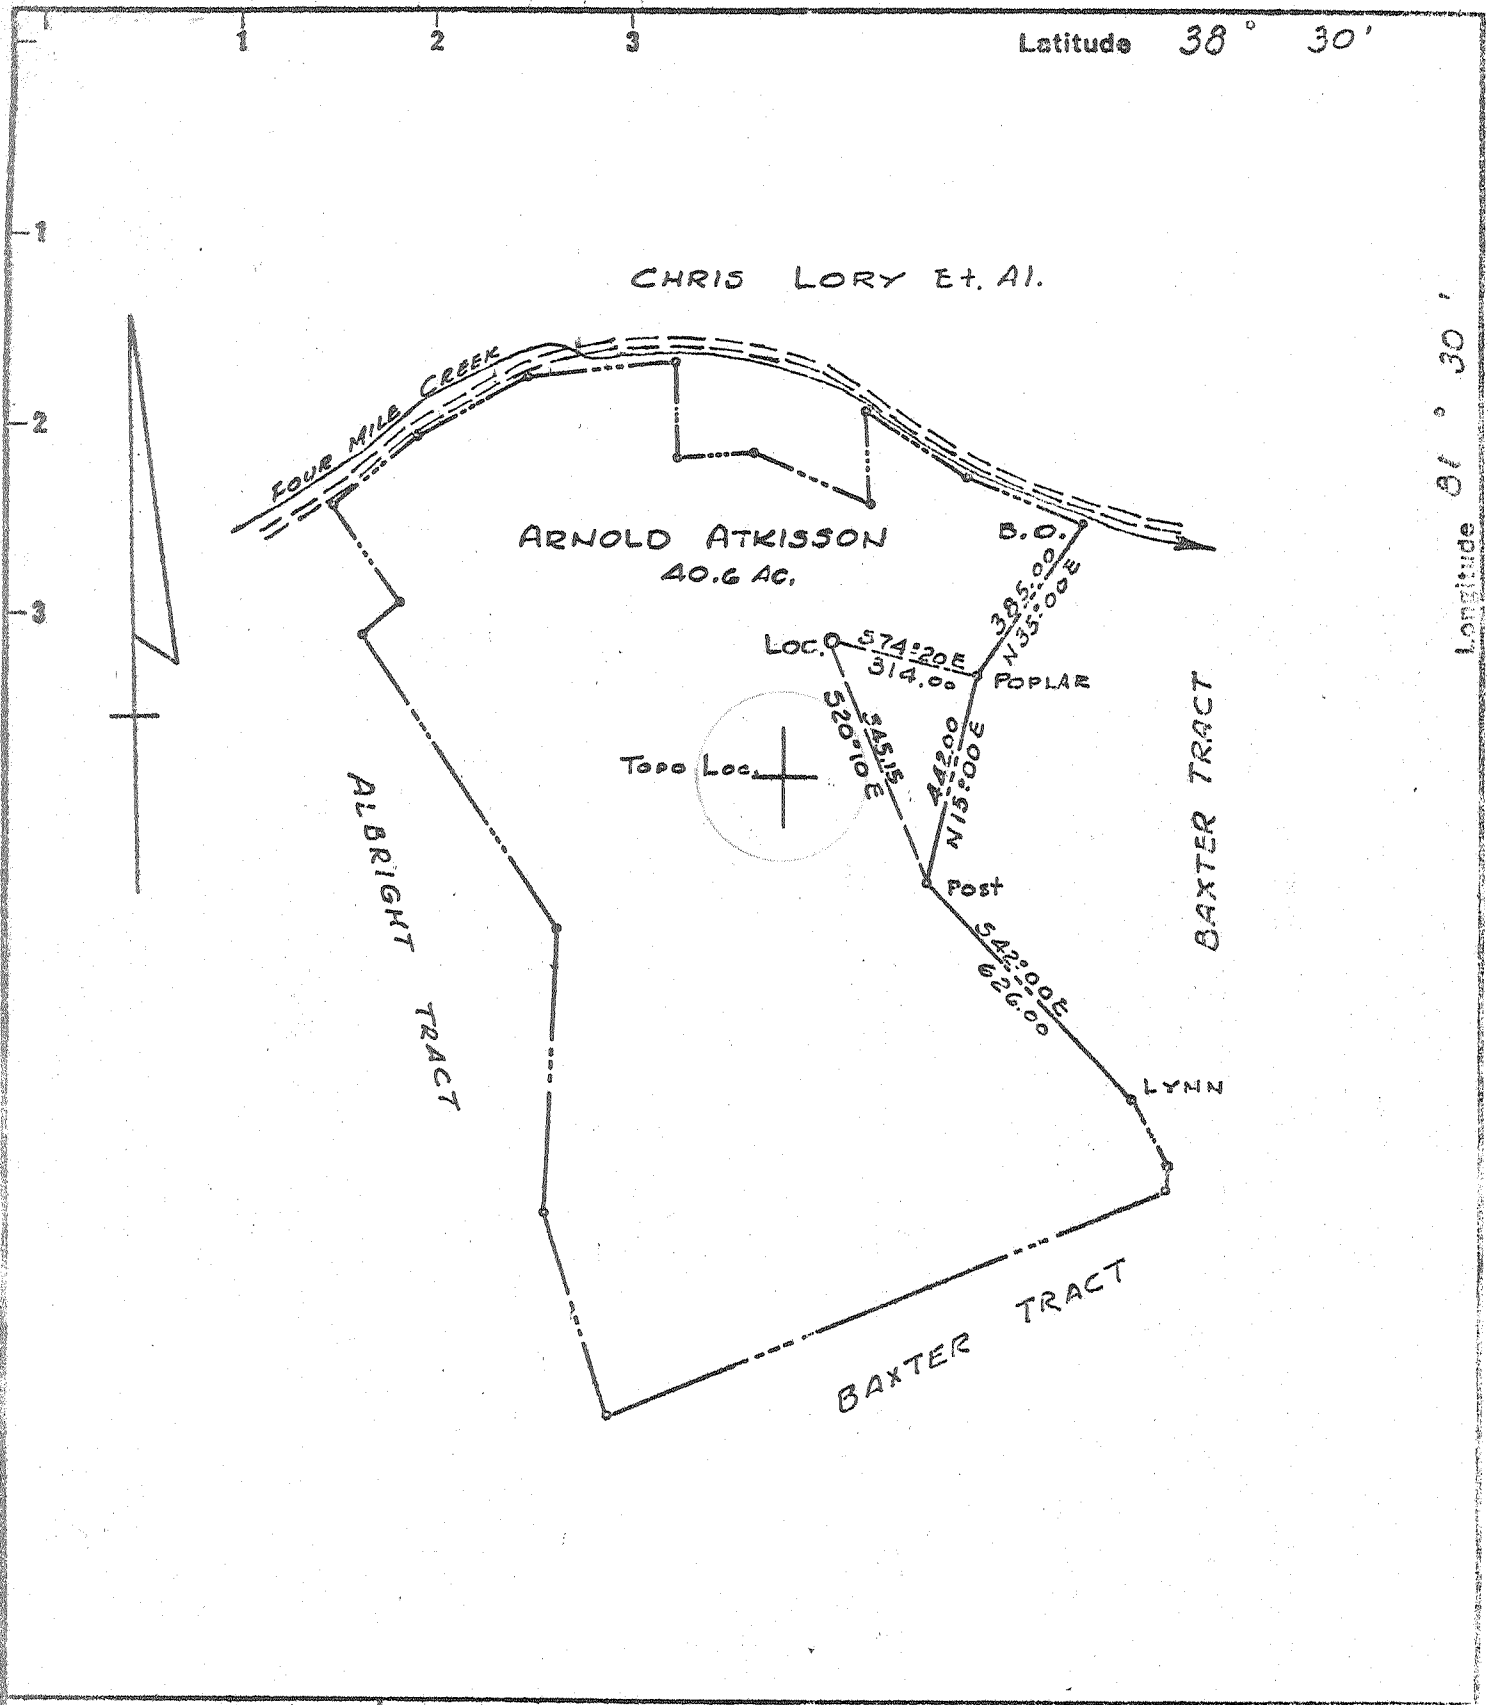 1 2 3 Latitude 38° 30'
1
CHRIS LORY Et. Al.
Longitude 81° 30'
FOUR MILE CREEK
2
B.O.
ARNOLD ATKISSON
40.6 AC.
385.00
N35°00E
3
LOC.
S74°20E
314.00
POPLAR
BAXTER TRACT
545.15
S20°10E
442.00
N15°00E
Topo Loc.
ALBRIGHT TRACT
Post
S42°00E
626.00
LYNN
BAXTER TRACT